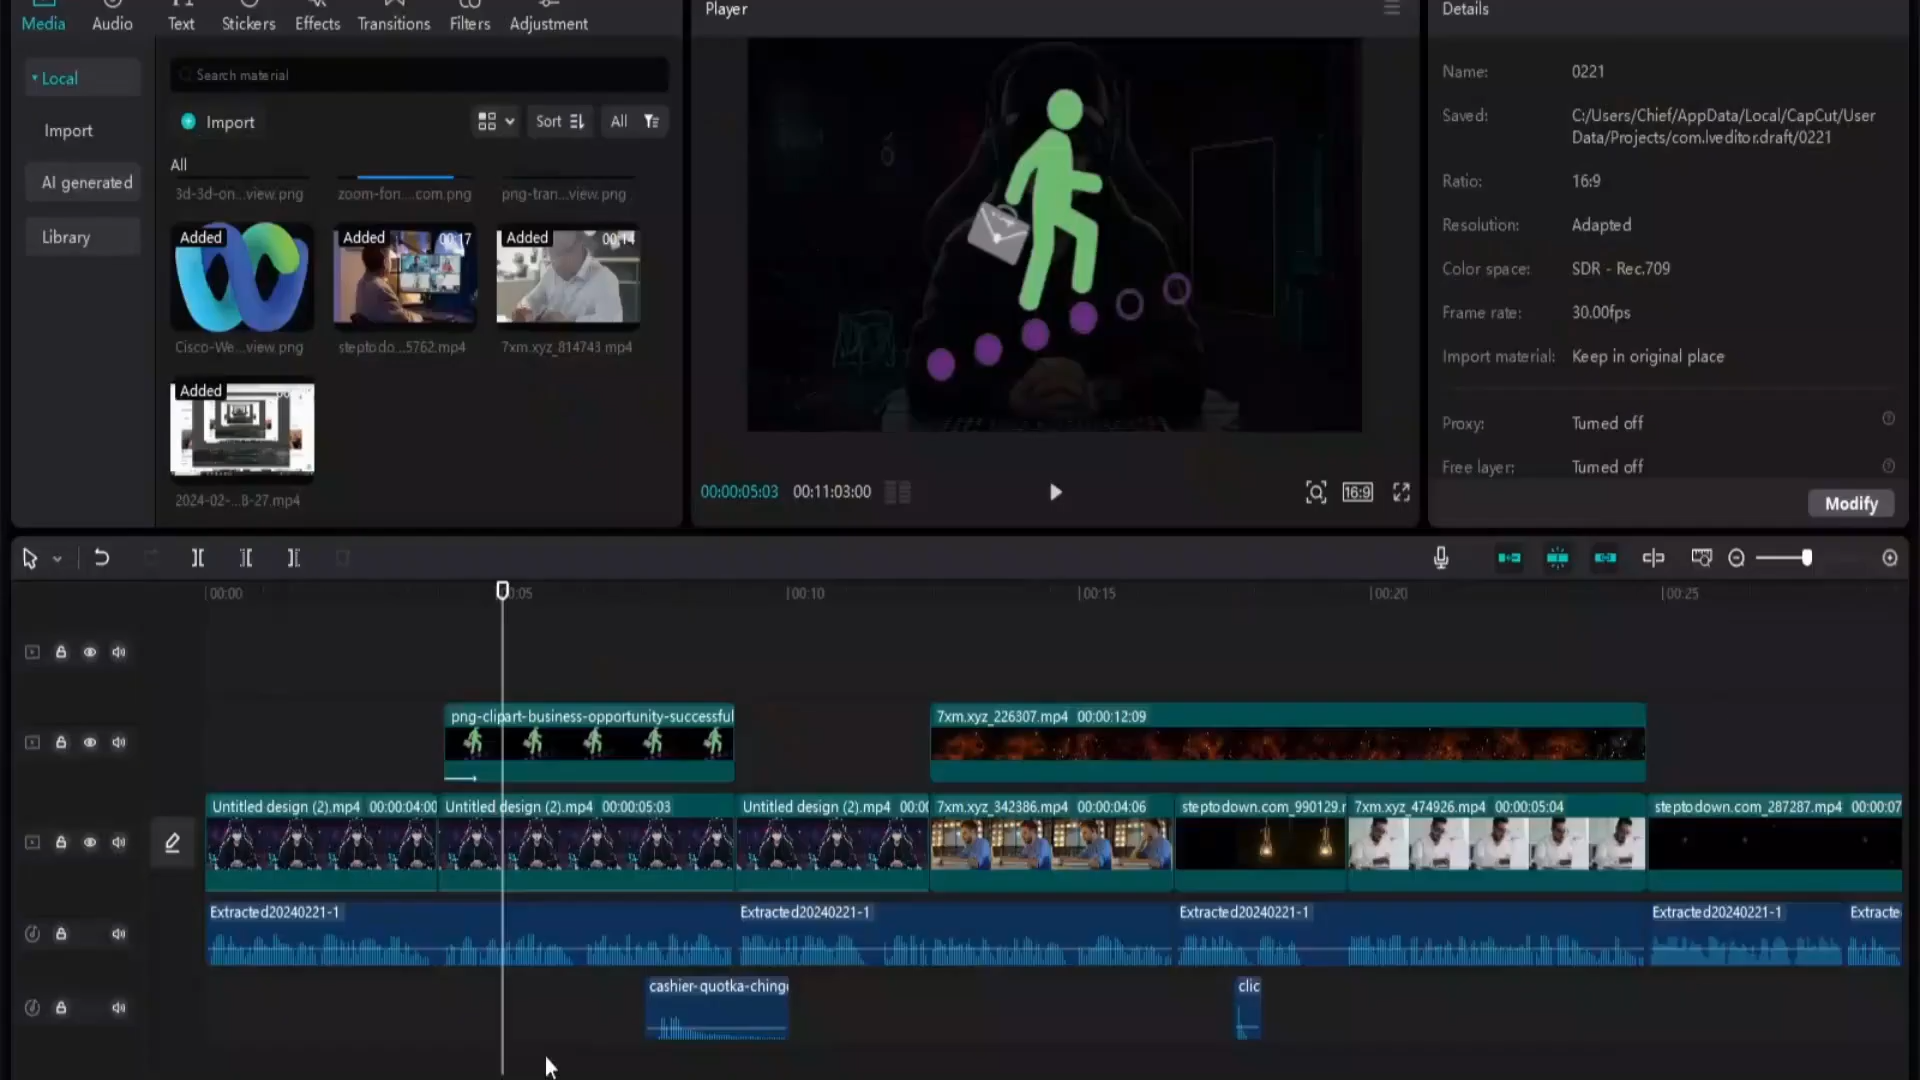 Media
Audio
Text
Stickers
Effects
Transitions
Filters
Adjustment
Player
Details
Local
Import
AI generated
Library
Search material
Import
Sort
All
All
3d-3d-on...view.png
zoom-fon....com.png
png-tran...view.png
Added
Added
00:17
Added
00:14
Cisco-We...view.png
steptodo...5762.mp4
7xm.xyz_814743.mp4
Added
2024-02-...8-27.mp4
00:00:05:03
00:11:03:00
16:9
Name:
0221
Saved:
C:/Users/Chief/AppData/Local/CapCut/User
Data/Projects/com.lveditor.draft/0221
Ratio:
16:9
Resolution:
Adapted
Color space:
SDR - Rec.709
Frame rate:
30.00fps
Import material:
Keep in original place
Proxy:
Turned off
Free layer:
Turned off
Modify
00:00
0:05
00:10
00:15
00:20
00:25
png-clipart-business-opportunity-successful
7xm.xyz_226307.mp4 00:00:12:09
Untitled design (2).mp4 00:00:04:00
Untitled design (2).mp4 00:00:05:03
Untitled design (2).mp4 00:00
7xm.xyz_342386.mp4 00:00:04:06
steptodown.com_990129.r
7xm.xyz_474926.mp4 00:00:05:04
steptodown.com_287287.mp4 00:00:07
Extracted20240221-1
Extracted20240221-1
Extracted20240221-1
Extracted20240221-1
Extracte
cashier-quotka-ching
clic